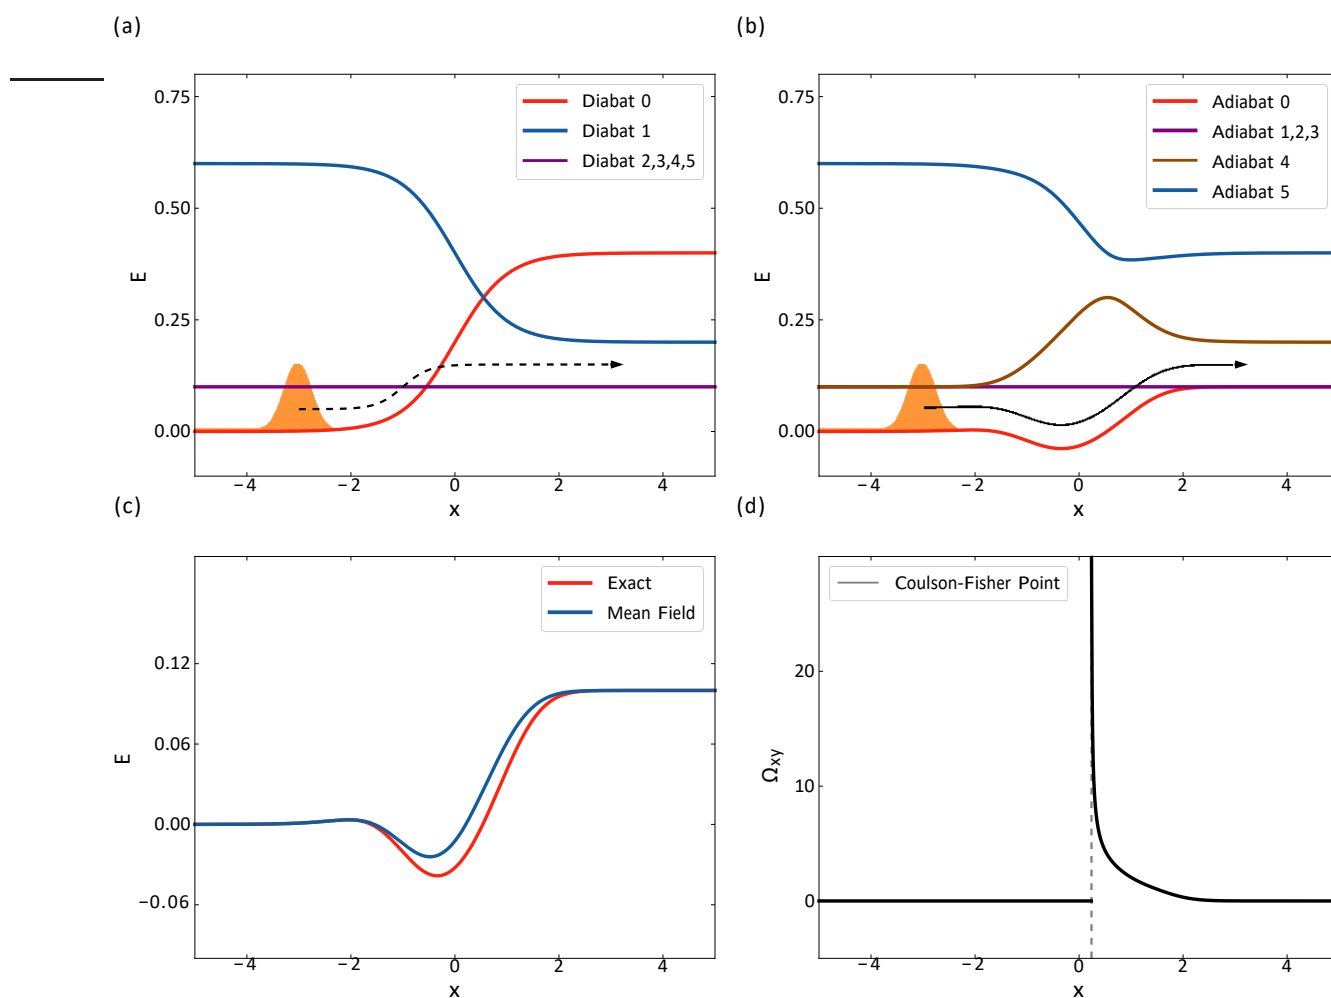 (a)
0.75
0.50
0.25
0.00
E
Diabat 0
Diabat 1
Diabat 2,3,4,5
−4
−2
0
2
4
x
(b)
0.75
0.50
0.25
0.00
E
Adiabat 0
Adiabat 1,2,3
Adiabat 4
Adiabat 5
−4
−2
0
2
4
x
(c)
0.12
0.06
0.00
−0.06
E
Exact
Mean Field
−4
−2
0
2
4
x
(d)
20
10
0
Ωxy
Coulson-Fisher Point
−4
−2
0
2
4
x